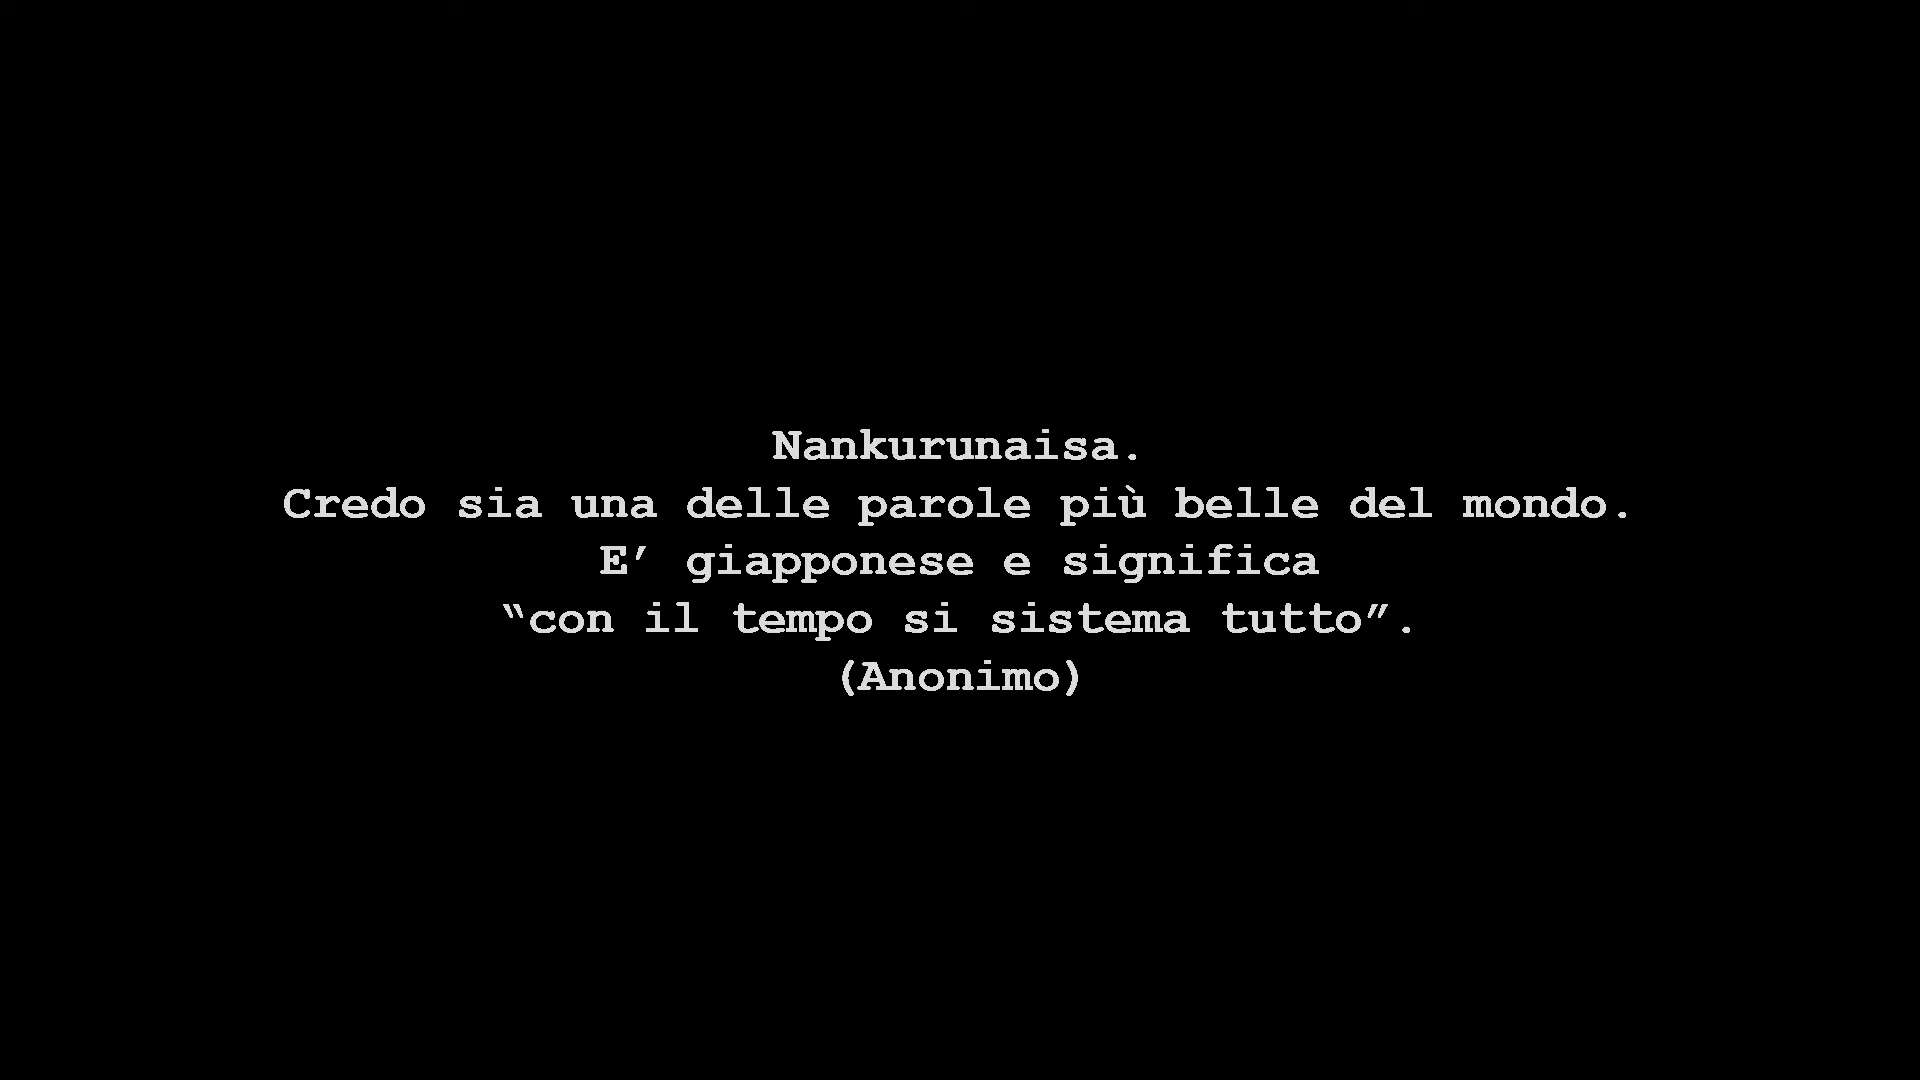 Nankurunaisa.
Credo sia una delle parole più belle del mondo.
E’ giapponese e significa
“con il tempo si sistema tutto”.
(Anonimo)